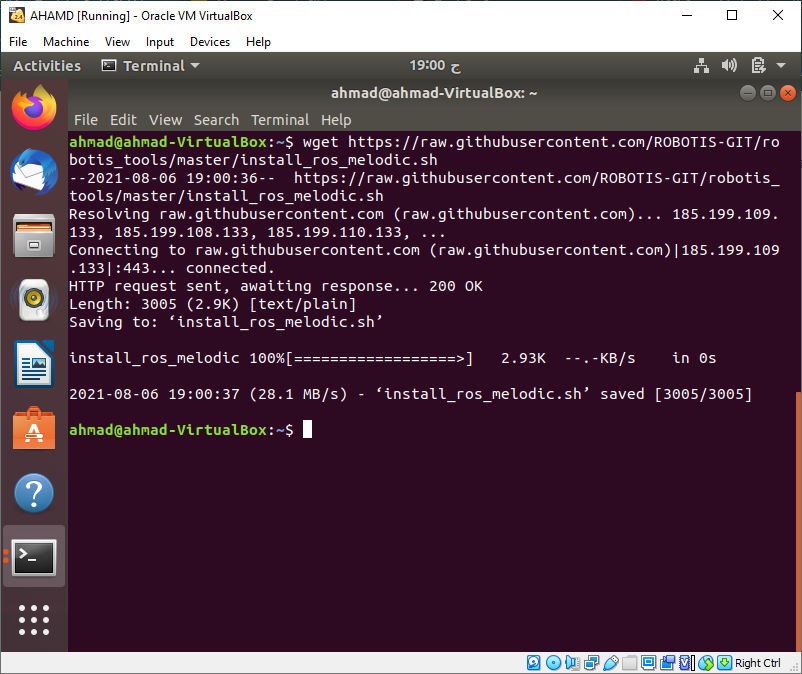 AHAMD [Running] - Oracle VM VirtualBox
File Machine View Input Devices Help
Activities Terminal 19:00 ح
ahmad@ahmad-VirtualBox: ~
File Edit View Search Terminal Help
ahmad@ahmad-VirtualBox:~$ wget https://raw.githubusercontent.com/ROBOTIS-GIT/ro
botis_tools/master/install_ros_melodic.sh
--2021-08-06 19:00:36-- https://raw.githubusercontent.com/ROBOTIS-GIT/robotis_
tools/master/install_ros_melodic.sh
Resolving raw.githubusercontent.com (raw.githubusercontent.com)... 185.199.109.
133, 185.199.108.133, 185.199.110.133, ...
Connecting to raw.githubusercontent.com (raw.githubusercontent.com)|185.199.109
.133|:443... connected.
HTTP request sent, awaiting response... 200 OK
Length: 3005 (2.9K) [text/plain]
Saving to: ‘install_ros_melodic.sh’
install_ros_melodic 100%[==================>] 2.93K --.-KB/s in 0s
2021-08-06 19:00:37 (28.1 MB/s) - ‘install_ros_melodic.sh’ saved [3005/3005]
ahmad@ahmad-VirtualBox:~$
Right Ctrl